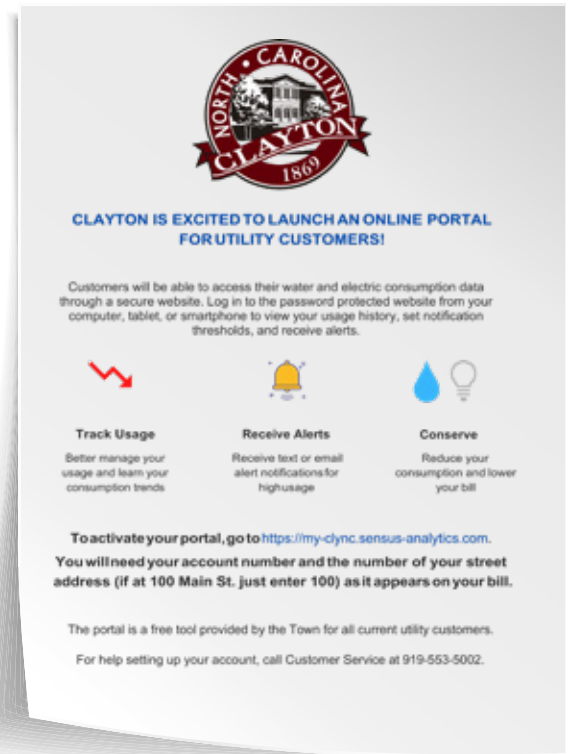 NORTH • CAROLINA
CLAYTON
1869
CLAYTON IS EXCITED TO LAUNCH AN ONLINE PORTAL
FOR UTILITY CUSTOMERS!
Customers will be able to access their water and electric consumption data
through a secure website. Log in to the password protected website from your
computer, tablet, or smartphone to view your usage history, set notification
thresholds, and receive alerts.
Track Usage
Better manage your
usage and learn your
consumption trends
Receive Alerts
Receive text or email
alert notifications for
high usage
Conserve
Reduce your
consumption and lower
your bill
To activate your portal, go to https://my-clync.sensus-analytics.com.
You will need your account number and the number of your street
address (if at 100 Main St. just enter 100) as it appears on your bill.
The portal is a free tool provided by the Town for all current utility customers.
For help setting up your account, call Customer Service at 919-553-5002.